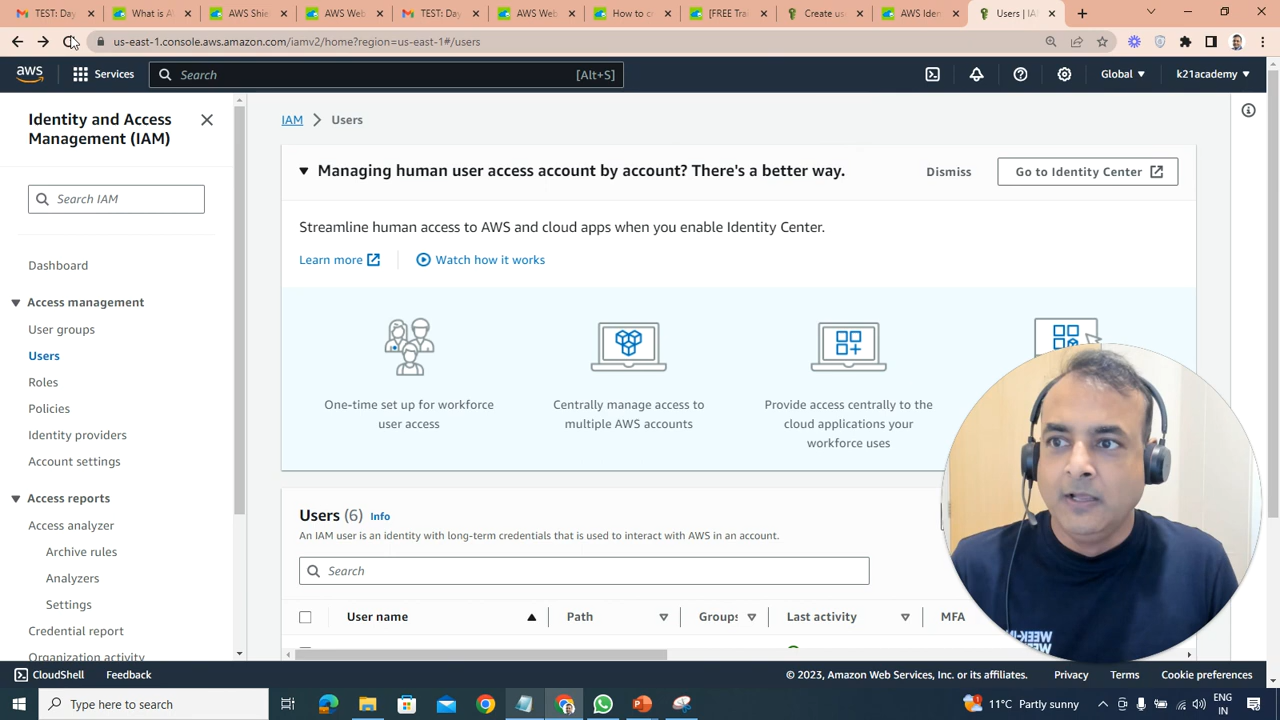 TEST: Day
What is A
AWS Shie
AWS Web
TEST: Day
AWS Web
How to c
[FREE Tra
Create us
AWS Iden
Users | IA
us-east-1.console.aws.amazon.com/iamv2/home?region=us-east-1#/users
aws
Services
Search
[Alt+S]
Global
k21academy
Identity and Access
Management (IAM)
Search IAM
Dashboard
Access management
User groups
Users
Roles
Policies
Identity providers
Account settings
Access reports
Access analyzer
Archive rules
Analyzers
Settings
Credential report
Organization activity
IAM
Users
Managing human user access account by account? There's a better way.
Dismiss
Go to Identity Center
Streamline human access to AWS and cloud apps when you enable Identity Center.
Learn more
Watch how it works
One-time set up for workforce
user access
Centrally manage access to
multiple AWS accounts
Provide access centrally to the
cloud applications your
workforce uses
Users (6)
Info
An IAM user is an identity with long-term credentials that is used to interact with AWS in an account.
Search
User name
Path
Groups
Last activity
MFA
CloudShell
Feedback
© 2023, Amazon Web Services, Inc. or its affiliates.
Privacy
Terms
Cookie preferences
Type here to search
11°C Partly sunny
ENG
IN